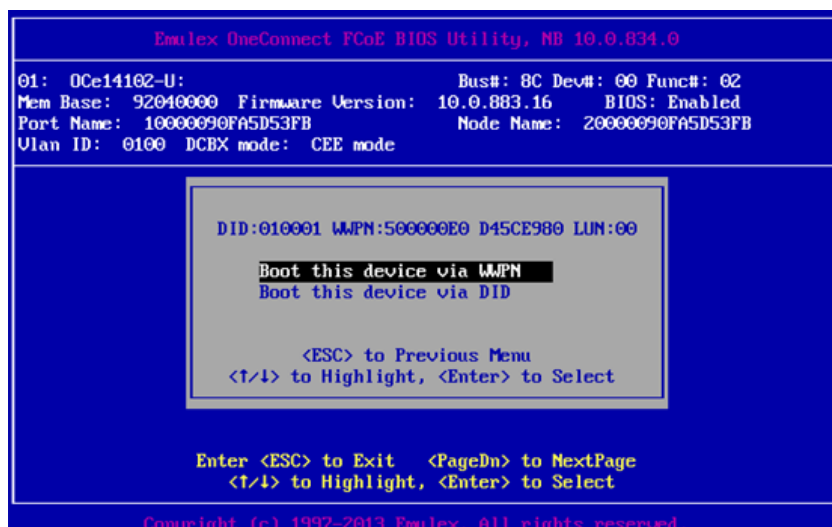 Emulex OneConnect FCoE BIOS Utility, NB 10.0.834.0
01: OCe14102-U: Bus#: 8C Dev#: 00 Func#: 02
Mem Base: 92040000 Firmware Version: 10.0.883.16 BIOS: Enabled
Port Name: 10000090FA5D53FB Node Name: 20000090FA5D53FB
Vlan ID: 0100 DCBX mode: CEE mode
DID:010001 WWPN:500000E0 D45CE980 LUN:00
Boot this device via WWPN
Boot this device via DID
<ESC> to Previous Menu
<↑/↓> to Highlight, <Enter> to Select
Enter <ESC> to Exit <PageDn> to NextPage
<↑/↓> to Highlight, <Enter> to Select
Copyright (c) 1997-2013 Emulex. All rights reserved